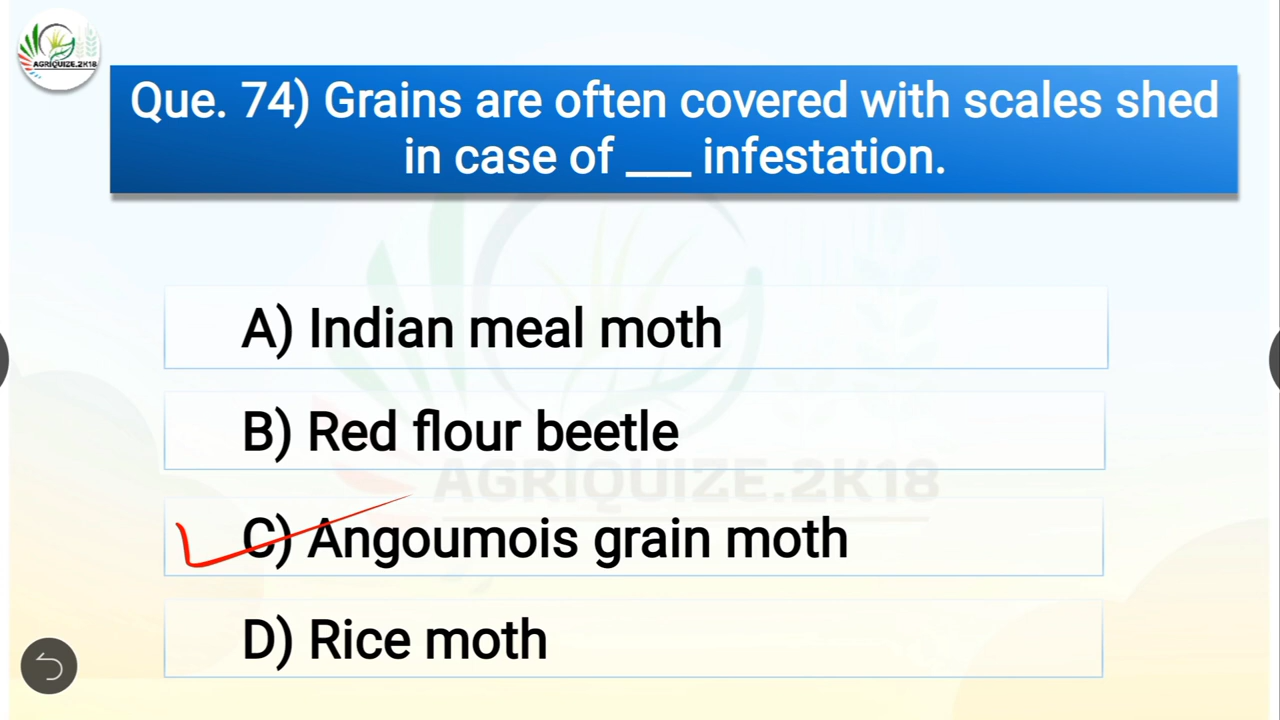 AGRIQUIZE.2K18
Que. 74) Grains are often covered with scales shed
in case of ___ infestation.
A) Indian meal moth
B) Red flour beetle
AGRIQUIZE.2K18
C) Angoumois grain moth
D) Rice moth